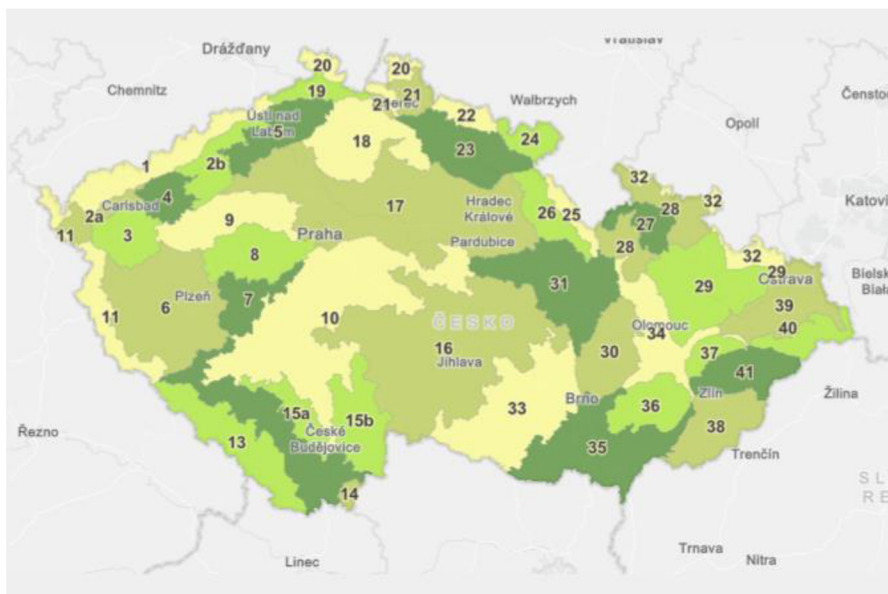 Drážďany
Vratislav
20
20
Chemnitz
19
21
21
Wałbrzych
Čensto
Ústí nad
Labem
5
22
Opolí
18
24
1
2b
23
4
32
Katovi
Carlsbad
2a
17
Hradec
Králové
28
32
11
3
9
26
25
27
Praha
Pardubice
28
8
32
29
Bielsk
Biała
Plzeň
7
31
29
Ostrava
11
6
39
10
ČESKO
Olomouc
34
40
16
Jihlava
30
37
41
Žilina
Brno
Zlín
15a
15b
33
36
Řezno
13
České
Budějovice
35
38
Trenčín
14
Linec
Trnava
Nitra